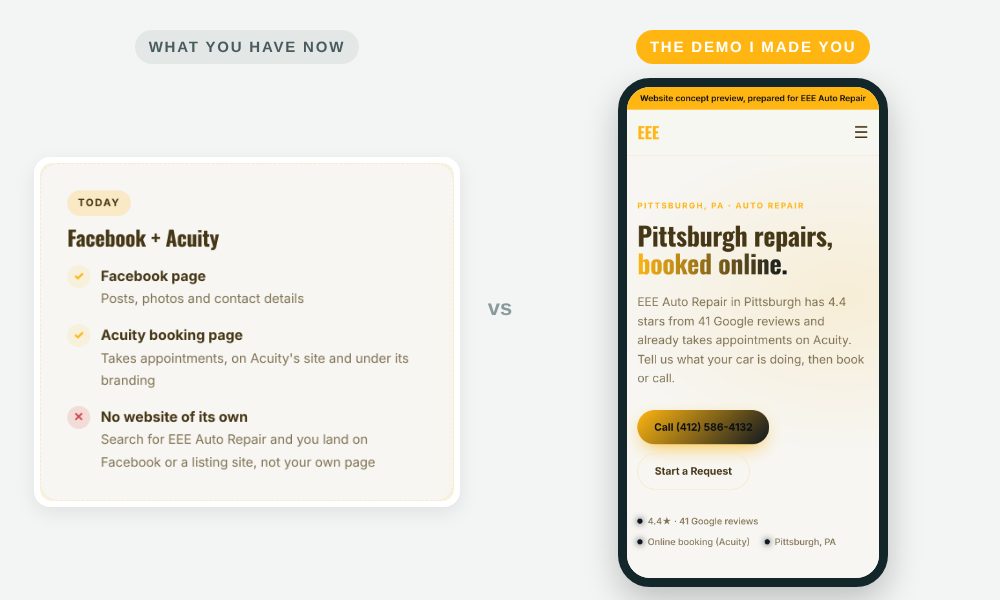 WHAT YOU HAVE NOW
TODAY
Facebook + Acuity
Facebook page
Posts, photos and contact details
Acuity booking page
Takes appointments, on Acuity's site and under its
branding
No website of its own
Search for EEE Auto Repair and you land on
Facebook or a listing site, not your own page
vs
THE DEMO I MADE YOU
Website concept preview, prepared for EEE Auto Repair
EEE
PITTSBURGH, PA · AUTO REPAIR
Pittsburgh repairs,
booked online.
EEE Auto Repair in Pittsburgh has 4.4
stars from 41 Google reviews and
already takes appointments on Acuity.
Tell us what your car is doing, then book
or call.
Call (412) 586-4132
Start a Request
4.4★ · 41 Google reviews
Online booking (Acuity)
Pittsburgh, PA